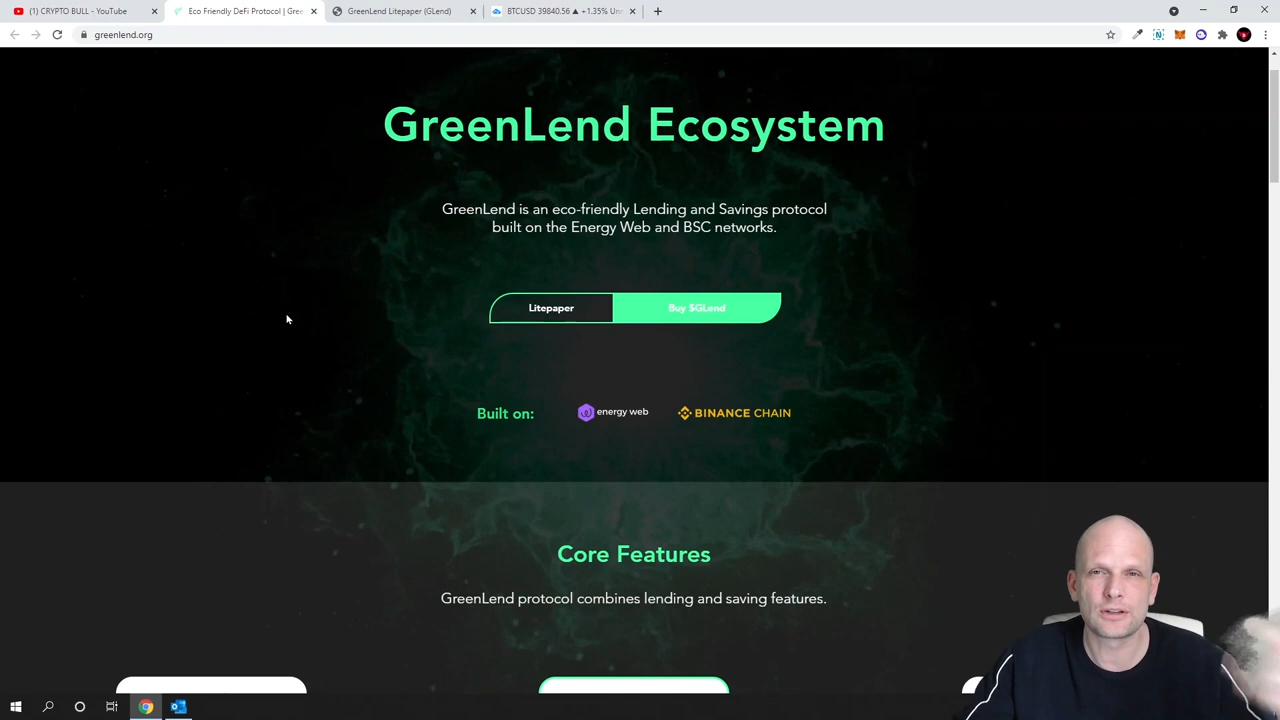 (1) CRYPTO BULL - YouTube
Eco Friendly DeFi Protocol | Gree
GreenLend Litepaper (GLend)
BTCUSD 39840.56 ▲ +1.35% Unn
greenlend.org
GreenLend Ecosystem
GreenLend is an eco-friendly Lending and Savings protocol
built on the Energy Web and BSC networks.
Litepaper
Buy $GLend
Built on:
energy web
BINANCE CHAIN
Core Features
GreenLend protocol combines lending and saving features.